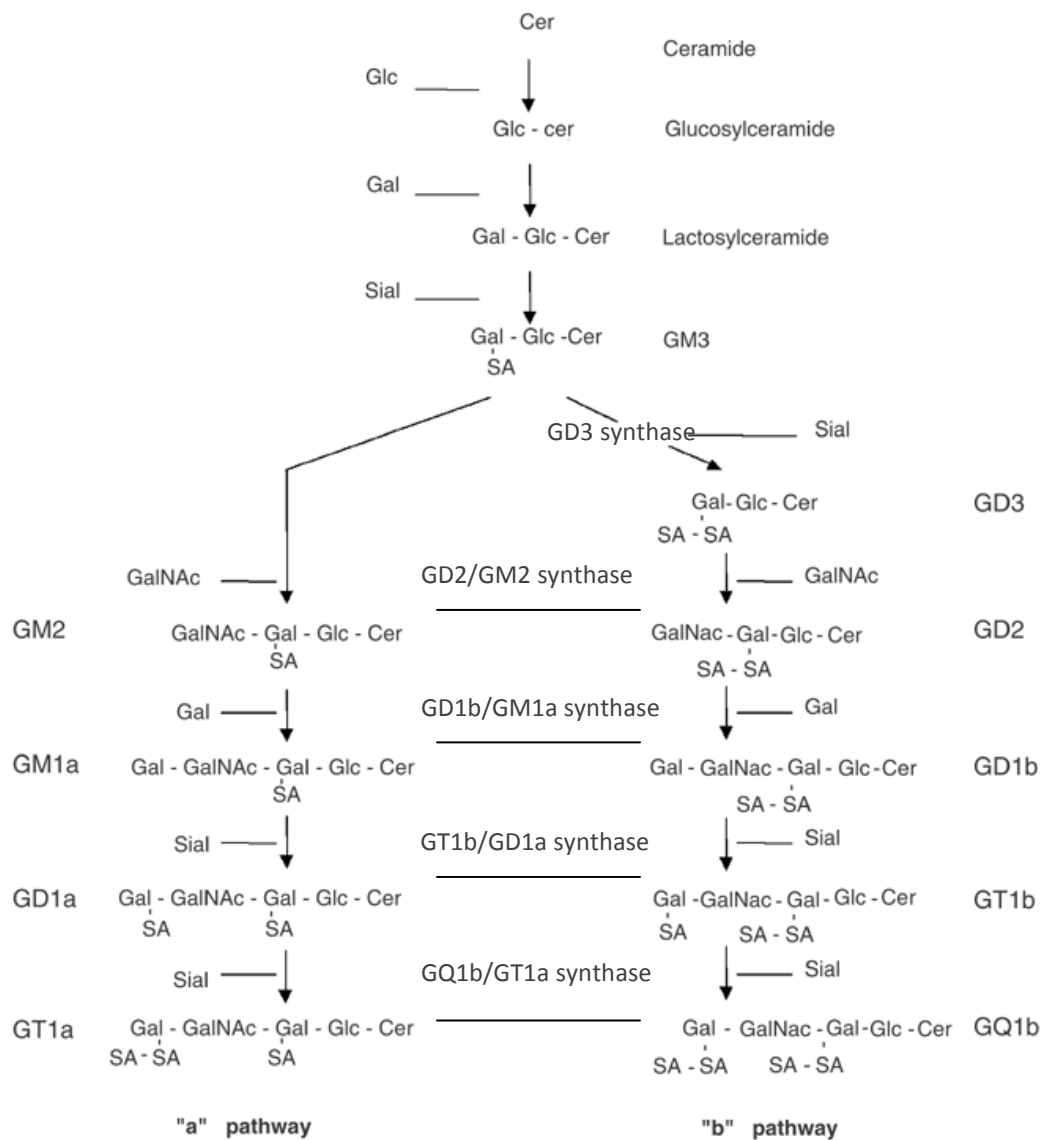 Cer
Ceramide
Glc
Glc - cer
Glucosylceramide
Gal
Gal - Glc - Cer
Lactosylceramide
Sial
Gal - Glc -Cer
GM3
SA
GD3 synthase
Sial
Gal- Glc - Cer
GD3
SA - SA
GalNAc
GD2/GM2 synthase
GalNAc
GM2
GalNAc - Gal - Glc - Cer
GalNac - Gal - Glc - Cer
GD2
SA
SA - SA
Gal
GD1b/GM1a synthase
Gal
GM1a
Gal - GalNAc - Gal - Glc - Cer
Gal - GalNac - Gal - Glc - Cer
GD1b
SA
SA - SA
Sial
GT1b/GD1a synthase
Sial
GD1a
Gal - GalNAc - Gal - Glc - Cer
Gal -GalNac - Gal - Glc - Cer
GT1b
SA SA
SA SA - SA
Sial
GQ1b/GT1a synthase
Sial
GT1a
Gal - GalNAc - Gal - Glc - Cer
Gal - GalNac - Gal - Glc - Cer
GQ1b
SA - SA SA
SA - SA SA - SA
"a" pathway
"b" pathway